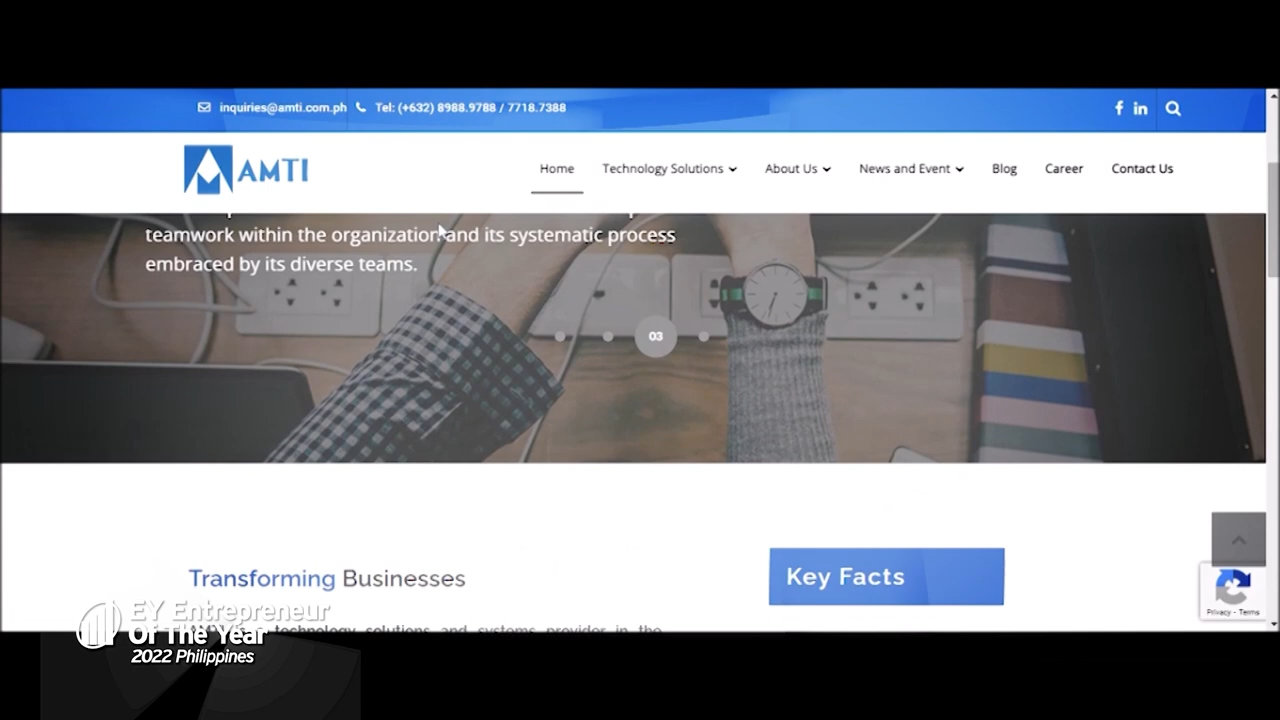 inquiries@amti.com.ph Tel: (+632) 8988.9788 / 7718.7388
AMTI
Home Technology Solutions About Us News and Event Blog Career Contact Us
teamwork within the organization and its systematic process
embraced by its diverse teams.
03
Transforming Businesses
Key Facts
technology solutions and systems provider in the
Privacy - Terms
EY Entrepreneur
Of The Year
2022 Philippines